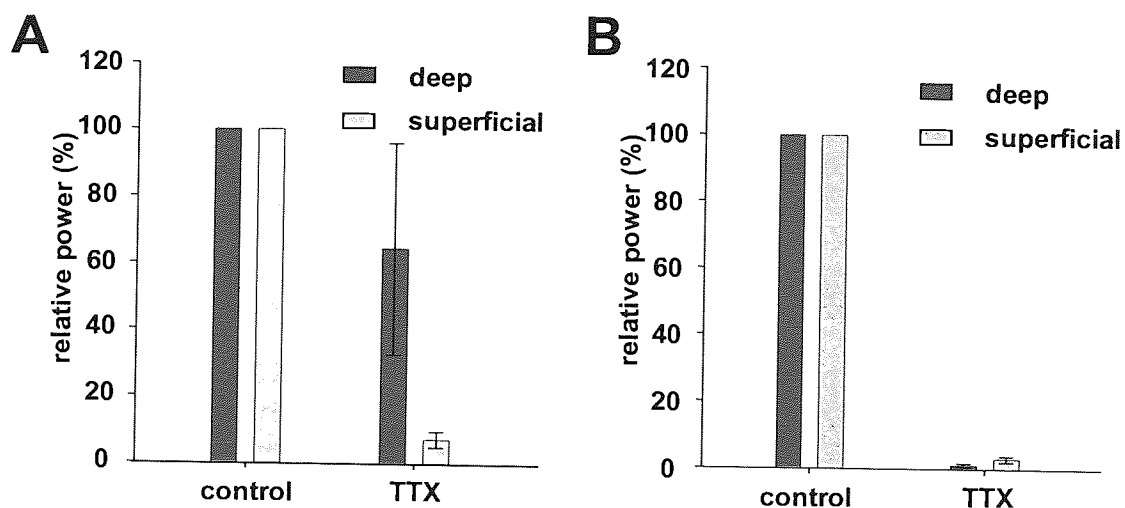 A
120
100
80
60
40
20
0
relative power (%)
deep
superficial
control
TTX
B
120
100
80
60
40
20
0
relative power (%)
deep
superficial
control
TTX